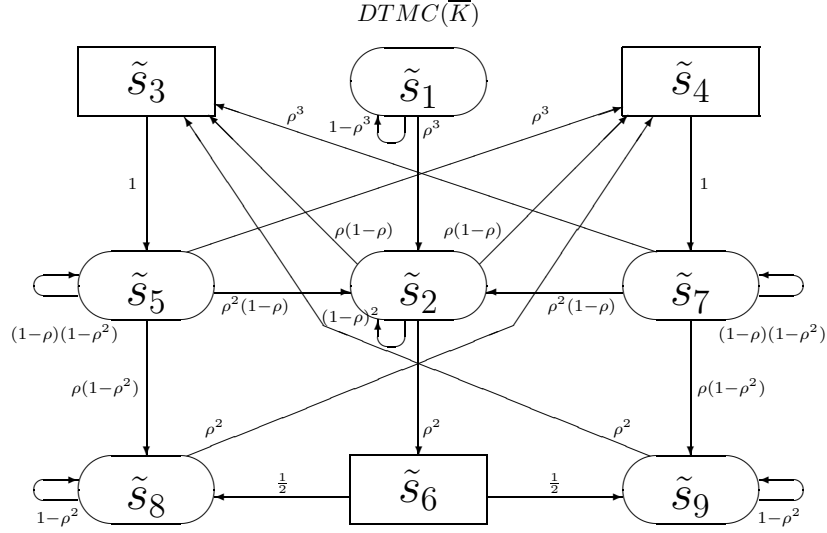 DTMC(K̅)
s̃₃ s̃₁ s̃₄
ρ³ 1−ρ³ ρ³ ρ³
1 1
ρ(1−ρ) ρ(1−ρ)
s̃₅ s̃₂ s̃₇
ρ²(1−ρ) (1−ρ)² ρ²(1−ρ)
(1−ρ)(1−ρ²) (1−ρ)(1−ρ²)
ρ(1−ρ²) ρ(1−ρ²)
ρ² ρ² ρ²
s̃₈ ½ s̃₆ ½ s̃₉
1−ρ² 1−ρ²